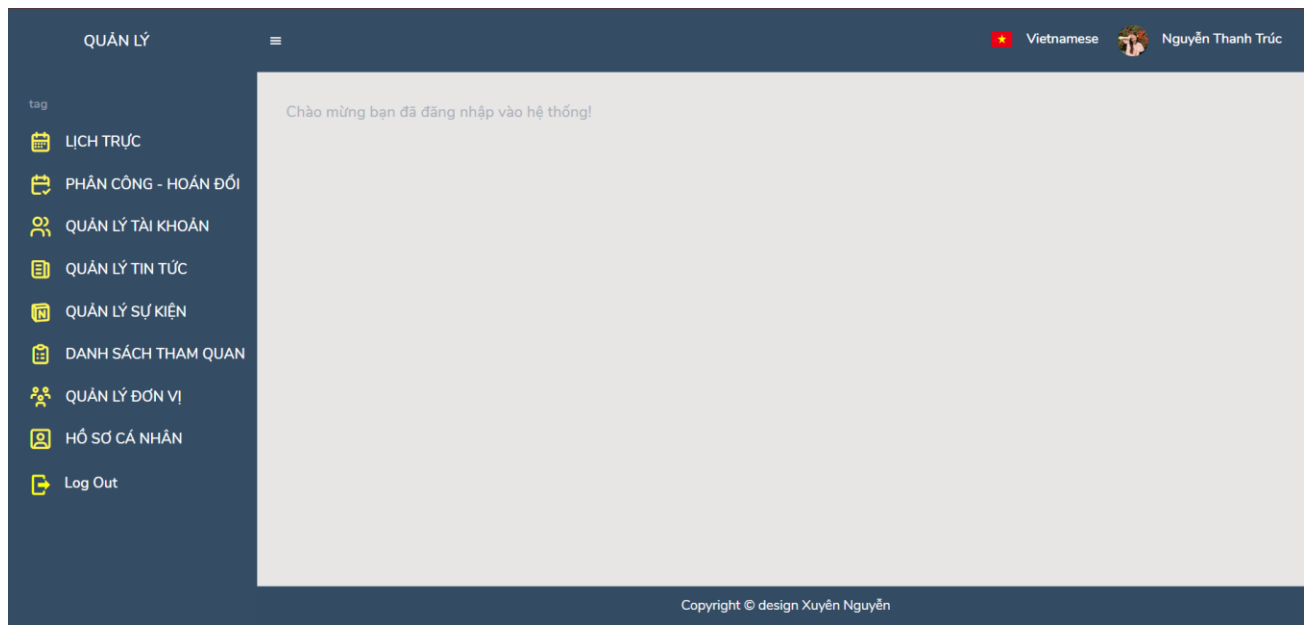 QUẢN LÝ
Vietnamese
Nguyễn Thanh Trúc
tag
Chào mừng bạn đã đăng nhập vào hệ thống!
LỊCH TRỰC
PHÂN CÔNG - HOÁN ĐỔI
QUẢN LÝ TÀI KHOẢN
QUẢN LÝ TIN TỨC
QUẢN LÝ SỰ KIỆN
DANH SÁCH THAM QUAN
QUẢN LÝ ĐƠN VỊ
HỒ SƠ CÁ NHÂN
Log Out
Copyright © design Xuyên Nguyễn